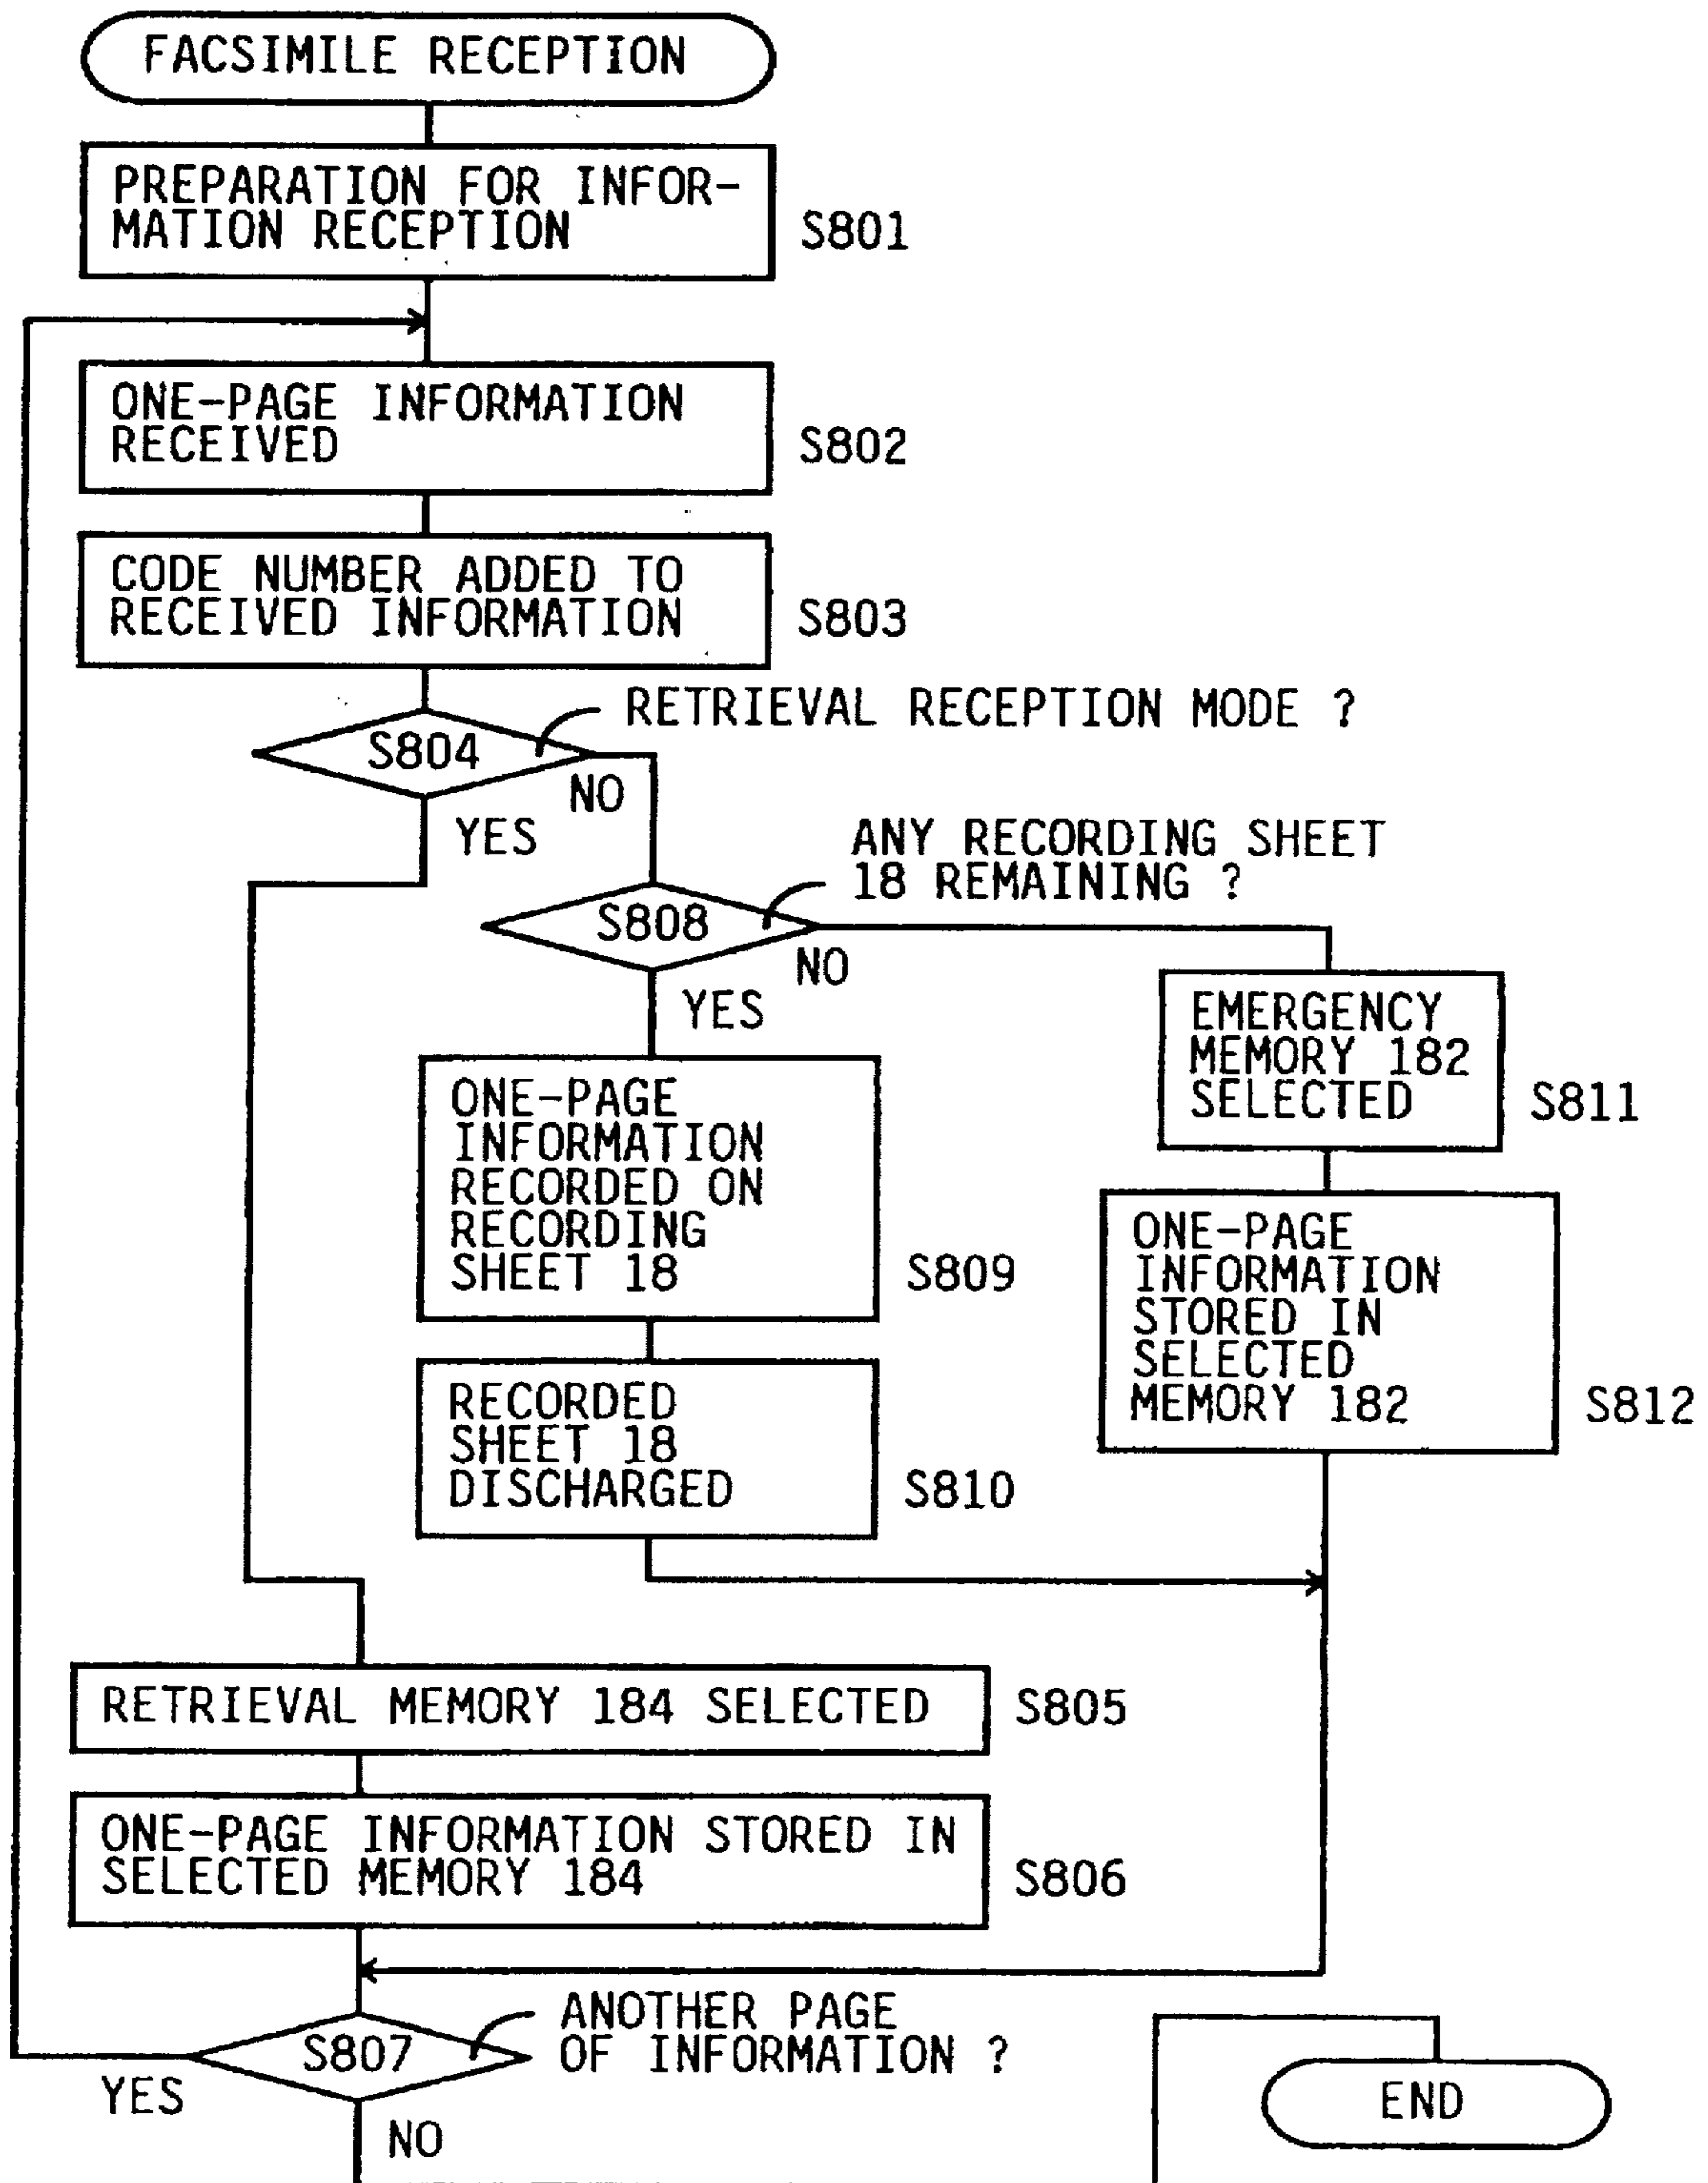 FACSIMILE RECEPTION
PREPARATION FOR INFOR-
MATION RECEPTION
S801
ONE-PAGE INFORMATION
RECEIVED
S802
CODE NUMBER ADDED TO
RECEIVED INFORMATION
S803
RETRIEVAL RECEPTION MODE ?
S804
NO
YES
ANY RECORDING SHEET
18 REMAINING ?
S808
NO
YES
EMERGENCY
MEMORY 182
SELECTED
S811
ONE-PAGE
INFORMATION
RECORDED ON
RECORDING
SHEET 18
S809
ONE-PAGE
INFORMATION
STORED IN
SELECTED
MEMORY 182
S812
RECORDED
SHEET 18
DISCHARGED
S810
RETRIEVAL MEMORY 184 SELECTED
S805
ONE-PAGE INFORMATION STORED IN
SELECTED MEMORY 184
S806
ANOTHER PAGE
OF INFORMATION ?
S807
YES
NO
END